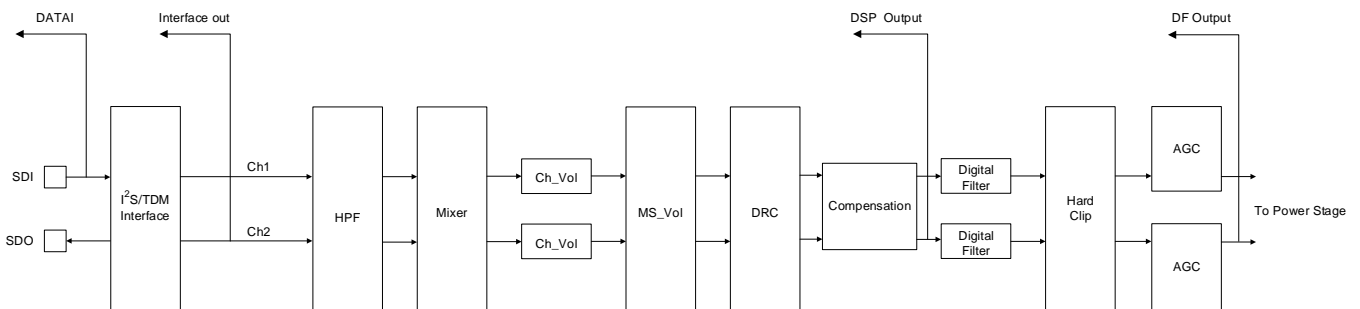 DATAI
Interface out
DSP Output
DF Output
SDI
SDO
I²S/TDM
Interface
Ch1
Ch2
HPF
Mixer
Ch_Vol
Ch_Vol
MS_Vol
DRC
Compensation
Digital
Filter
Digital
Filter
Hard
Clip
AGC
AGC
To Power Stage